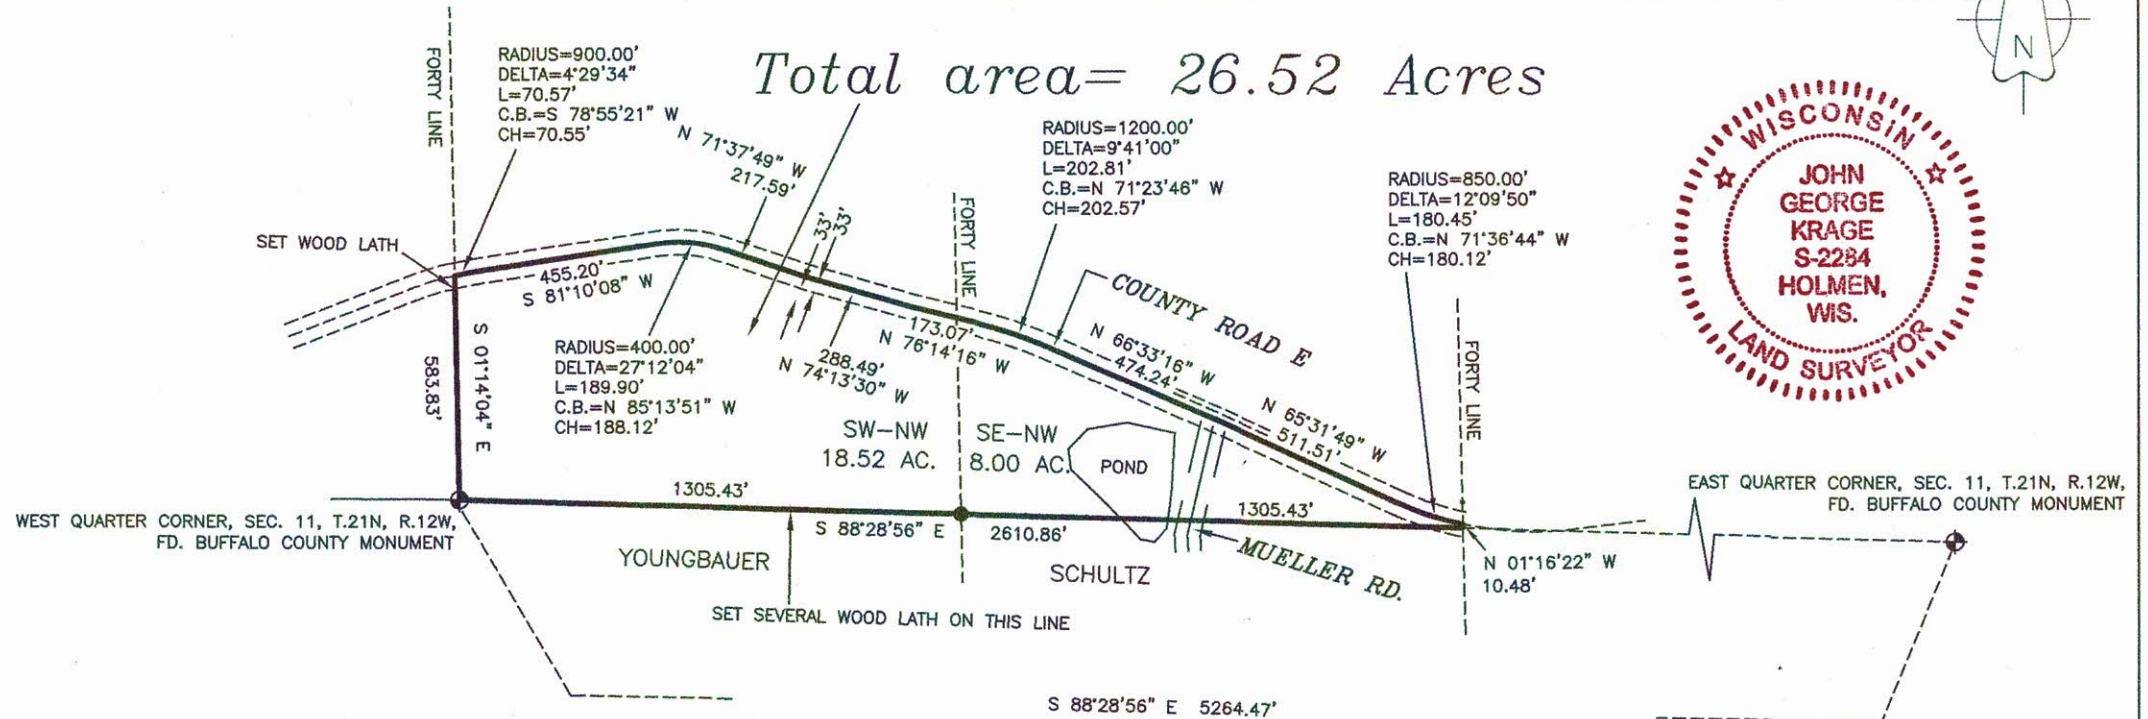 Total area= 26.52 Acres
N
FORTY LINE
RADIUS=900.00'
DELTA=4°29'34"
L=70.57'
C.B.=S 78°55'21" W
CH=70.55'
N 71°37'49" W
217.59'
33'
33'
FORTY LINE
RADIUS=1200.00'
DELTA=9°41'00"
L=202.81'
C.B.=N 71°23'46" W
CH=202.57'
RADIUS=850.00'
DELTA=12°09'50"
L=180.45'
C.B.=N 71°36'44" W
CH=180.12'
WISCONSIN
JOHN
GEORGE
KRAGE
S-2284
HOLMEN,
WIS.
LAND SURVEYOR
SET WOOD LATH
455.20'
S 81°10'08" W
COUNTY ROAD E
173.07'
N 76°14'16" W
288.49'
N 74°13'30" W
N 66°33'16" W
474.24'
N 65°31'49" W
511.51'
FORTY LINE
S 01°14'04" E
583.83'
RADIUS=400.00'
DELTA=27°12'04"
L=189.90'
C.B.=N 85°13'51" W
CH=188.12'
SW-NW
18.52 AC.
SE-NW
8.00 AC.
POND
1305.43'
1305.43'
S 88°28'56" E
2610.86'
WEST QUARTER CORNER, SEC. 11, T.21N, R.12W,
FD. BUFFALO COUNTY MONUMENT
EAST QUARTER CORNER, SEC. 11, T.21N, R.12W,
FD. BUFFALO COUNTY MONUMENT
YOUNGBAUER
SCHULTZ
MUELLER RD.
N 01°16'22" W
10.48'
SET SEVERAL WOOD LATH ON THIS LINE
S 88°28'56" E 5264.47'